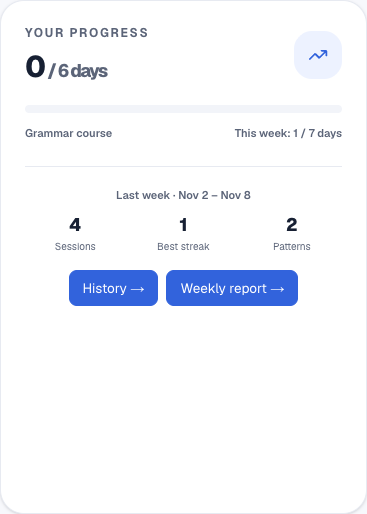 YOUR PROGRESS
0 / 6 days
Grammar course
This week: 1 / 7 days
Last week · Nov 2 – Nov 8
4 1 2
Sessions Best streak Patterns
History → Weekly report →